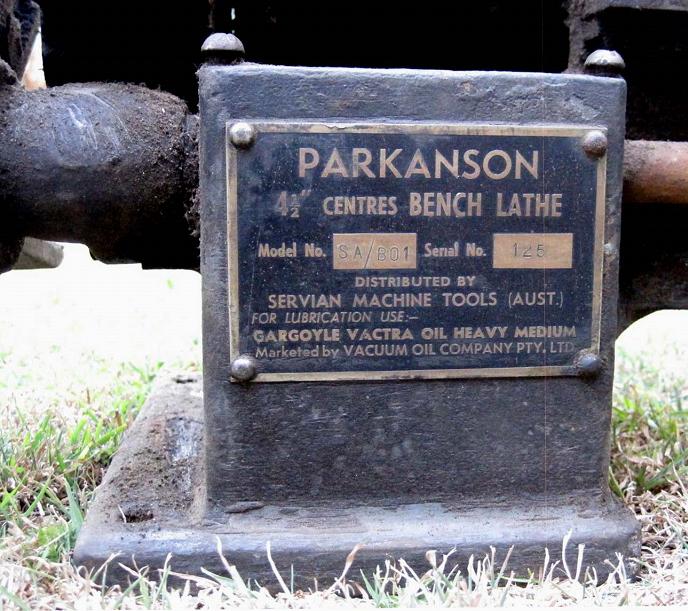 PARKANSON
4½" CENTRES BENCH LATHE
Model No. SA/B01 Serial No. 125
DISTRIBUTED BY
SERVIAN MACHINE TOOLS (AUST.)
FOR LUBRICATION USE:—
GARGOYLE VACTRA OIL HEAVY MEDIUM
Marketed by VACUUM OIL COMPANY PTY. LTD